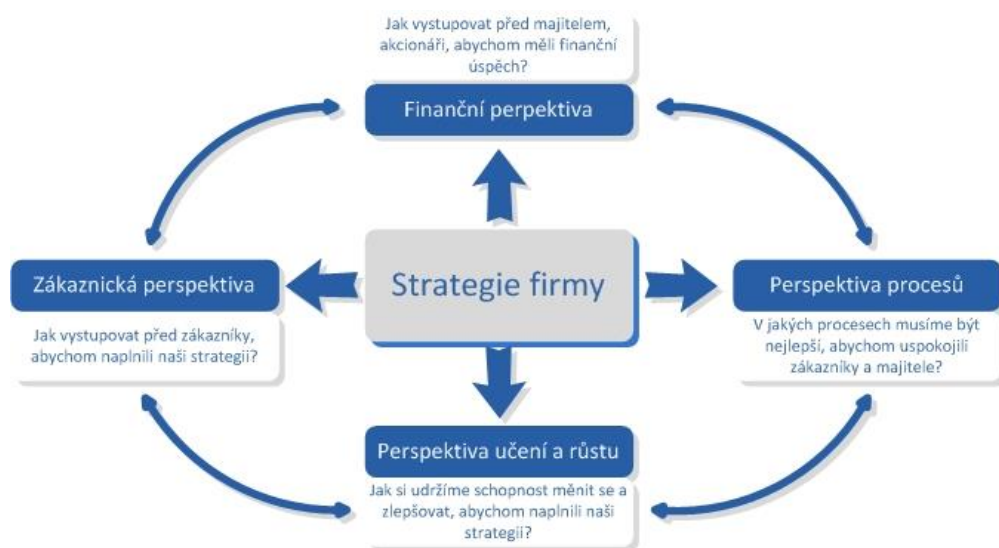 Jak vystupovat před majitelem,
akcionáři, abychom měli finanční
úspěch?
Finanční perpektiva
Zákaznická perspektiva
Jak vystupovat před zákazníky,
abychom naplnili naši strategii?
Strategie firmy
Perspektiva procesů
V jakých procesech musíme být
nejlepší, abychom uspokojili
zákazníky a majitele?
Perspektiva učení a růstu
Jak si udržíme schopnost měnit se a
zlepšovat, abychom naplnili naši
strategii?